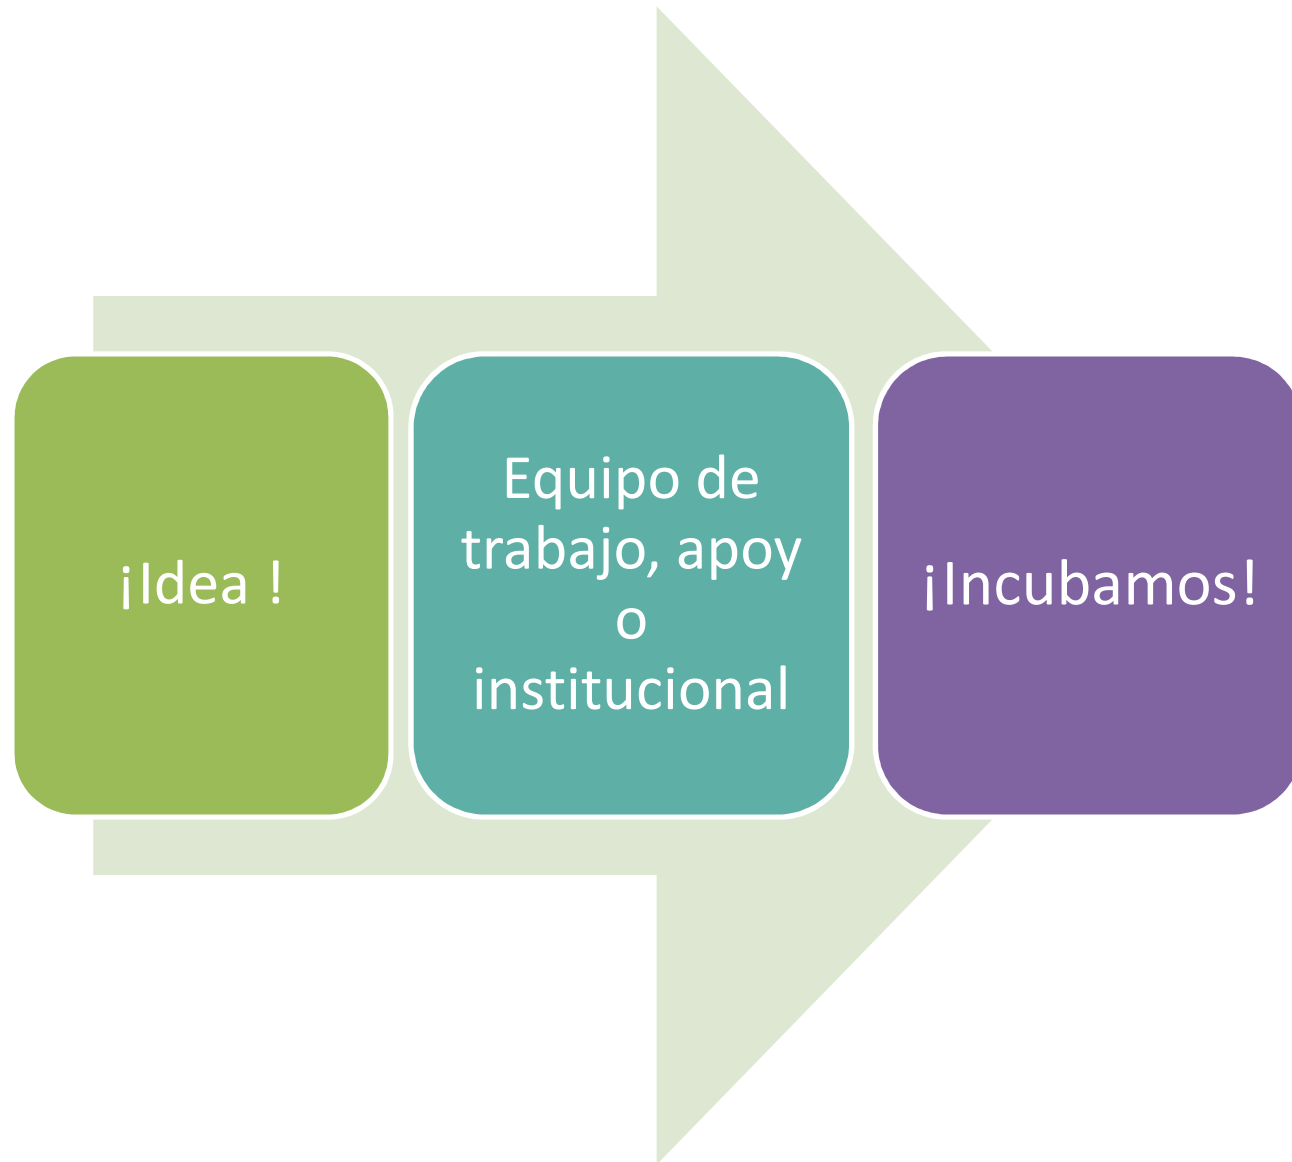 ¡Idea !
Equipo de
trabajo, apoy
o
institucional
¡Incubamos!